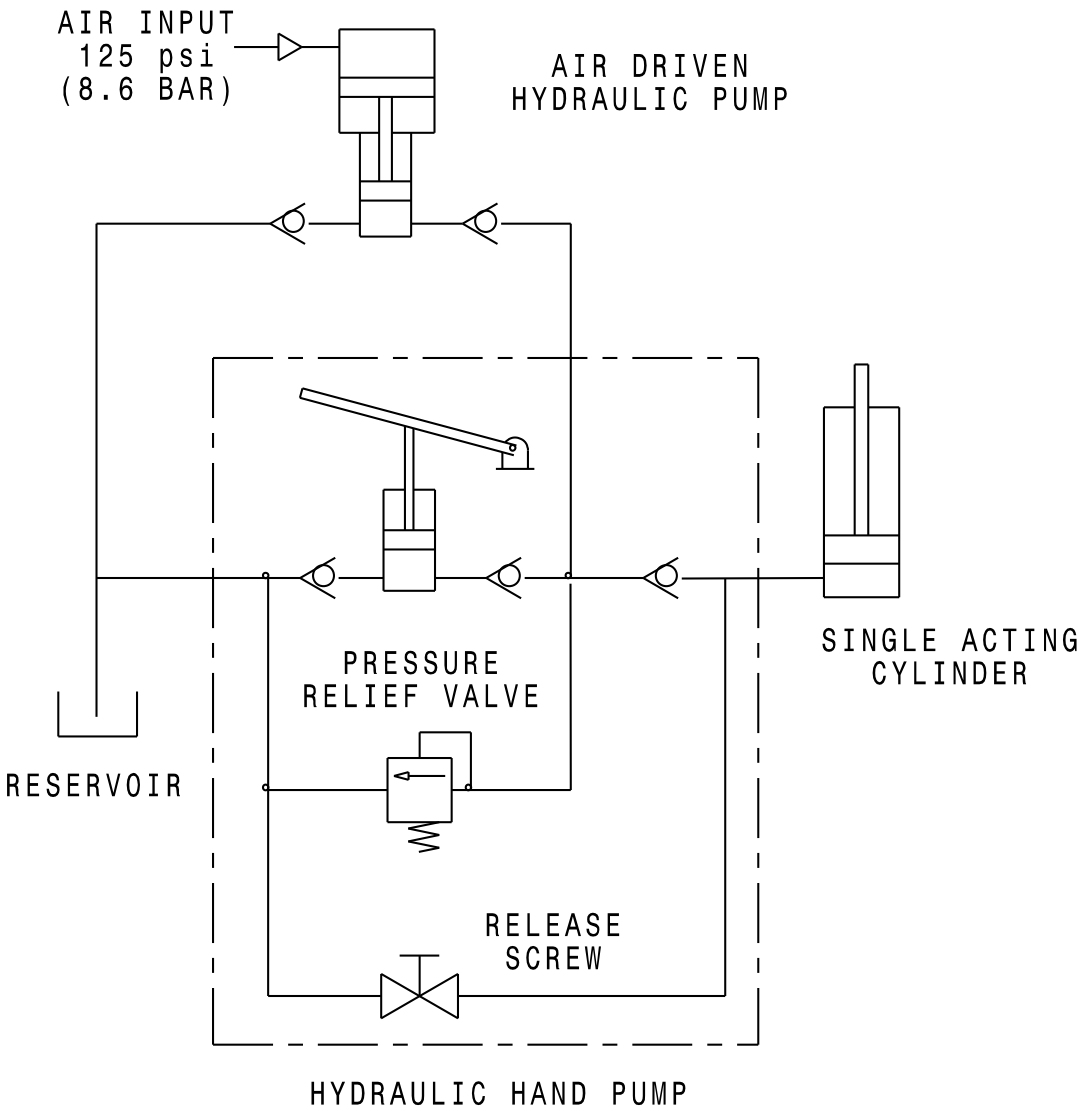 AIR INPUT
125 psi
(8.6 BAR)
AIR DRIVEN
HYDRAULIC PUMP
SINGLE ACTING
CYLINDER
PRESSURE
RELIEF VALVE
RESERVOIR
RELEASE
SCREW
HYDRAULIC HAND PUMP